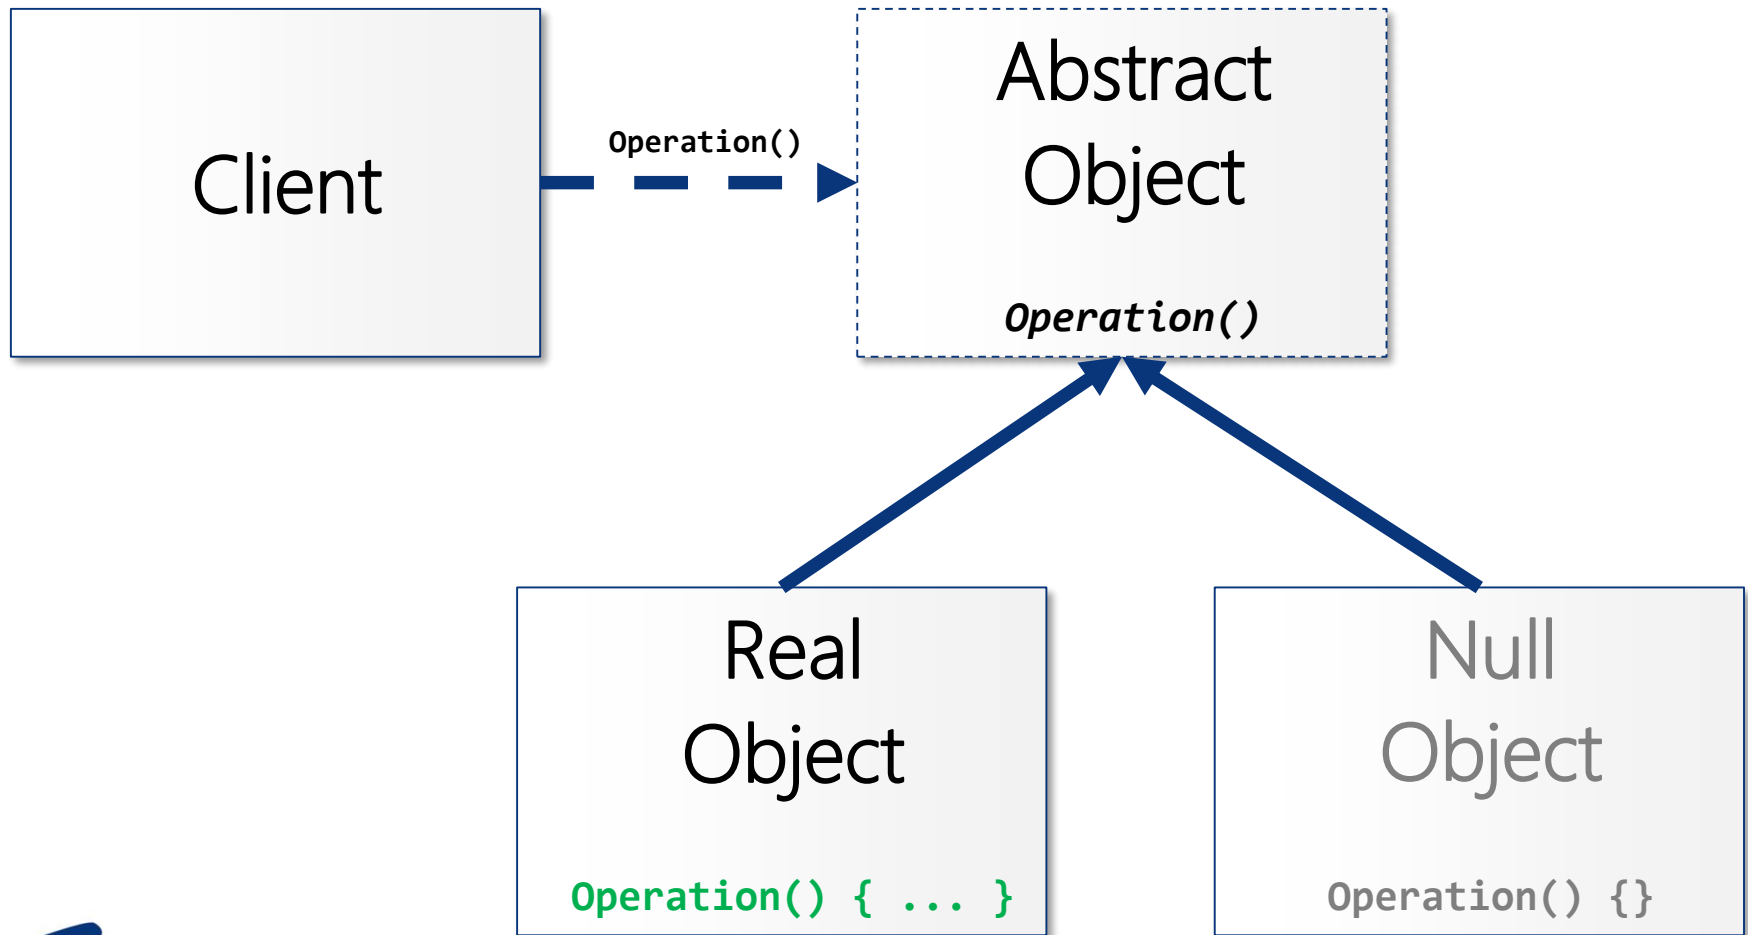 Client
Operation()
Abstract
Object
Operation()
Real
Object
Operation() { ... }
Null
Object
Operation() {}